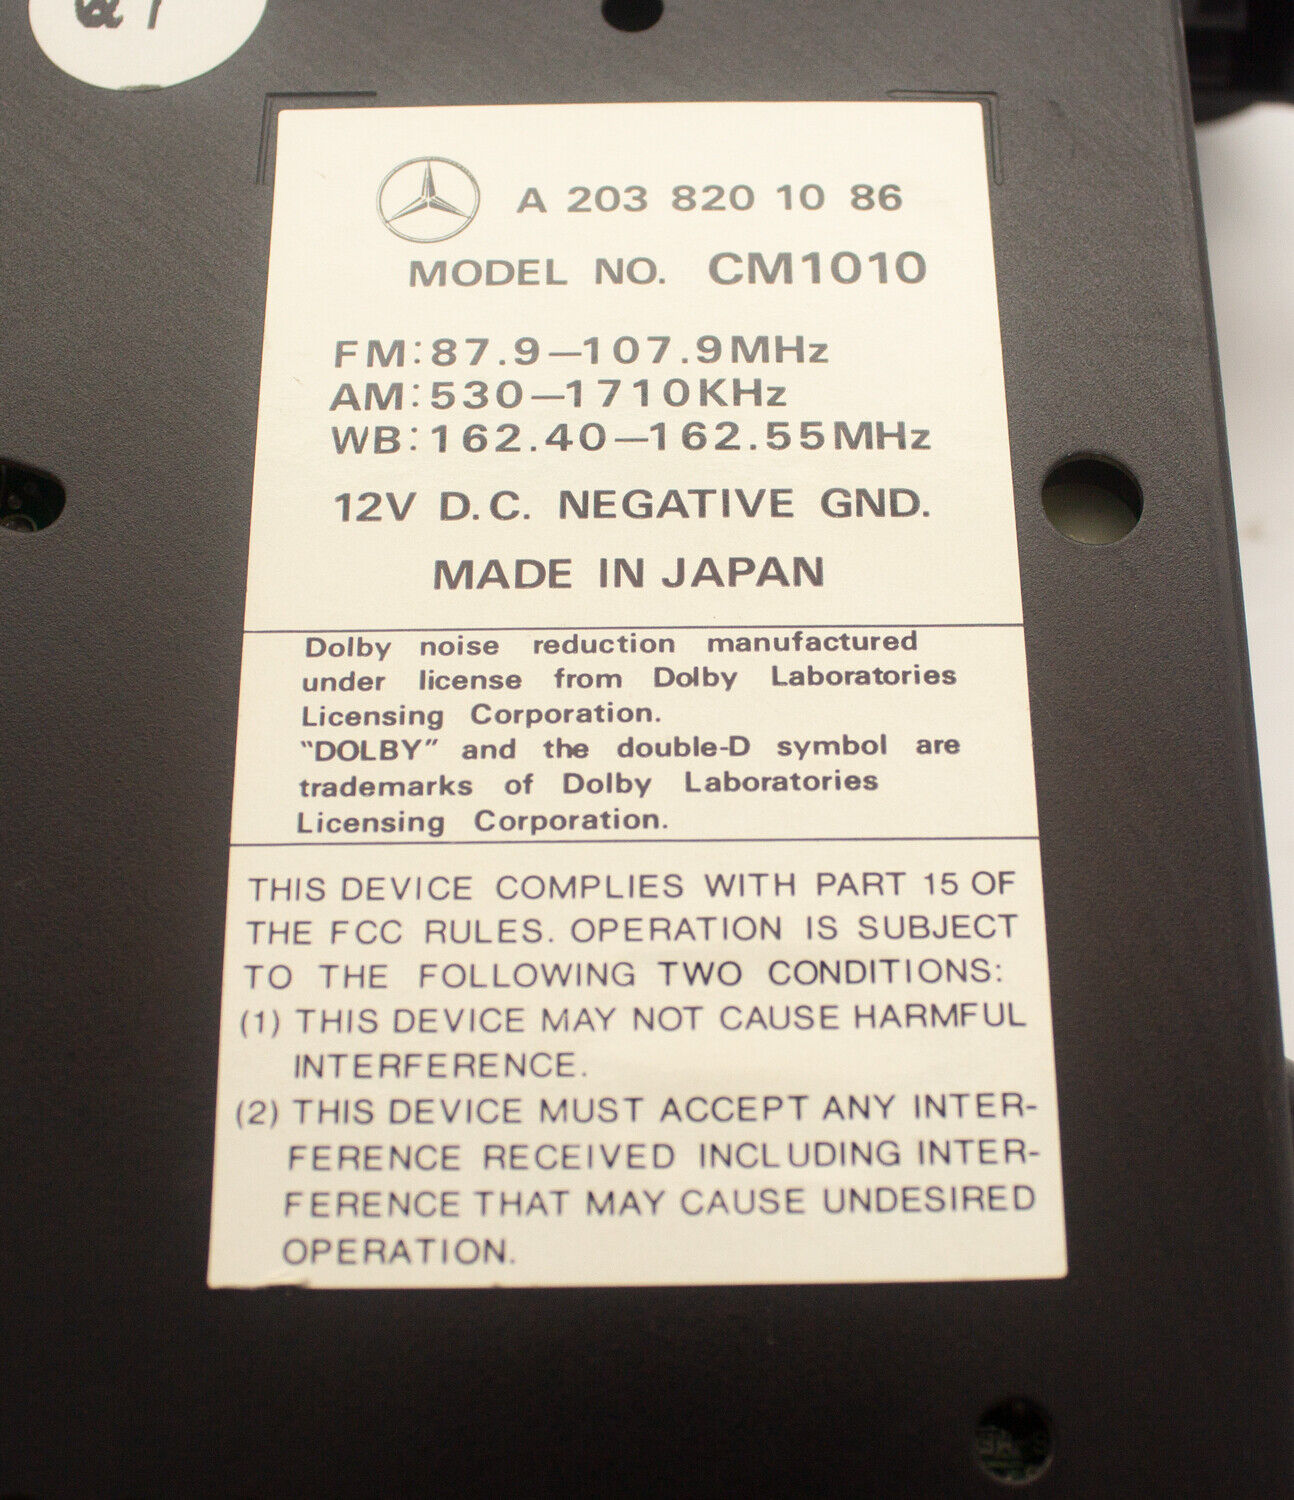 A 203 820 10 86
MODEL NO. CM1010
FM:87.9—107.9MHz
AM:530—1710KHz
WB:162.40—162.55MHz
12V D.C. NEGATIVE GND.
MADE IN JAPAN
Dolby noise reduction manufactured
under license from Dolby Laboratories
Licensing Corporation.
"DOLBY" and the double-D symbol are
trademarks of Dolby Laboratories
Licensing Corporation.
THIS DEVICE COMPLIES WITH PART 15 OF
THE FCC RULES. OPERATION IS SUBJECT
TO THE FOLLOWING TWO CONDITIONS:
(1) THIS DEVICE MAY NOT CAUSE HARMFUL
INTERFERENCE.
(2) THIS DEVICE MUST ACCEPT ANY INTER-
FERENCE RECEIVED INCLUDING INTER-
FERENCE THAT MAY CAUSE UNDESIRED
OPERATION.